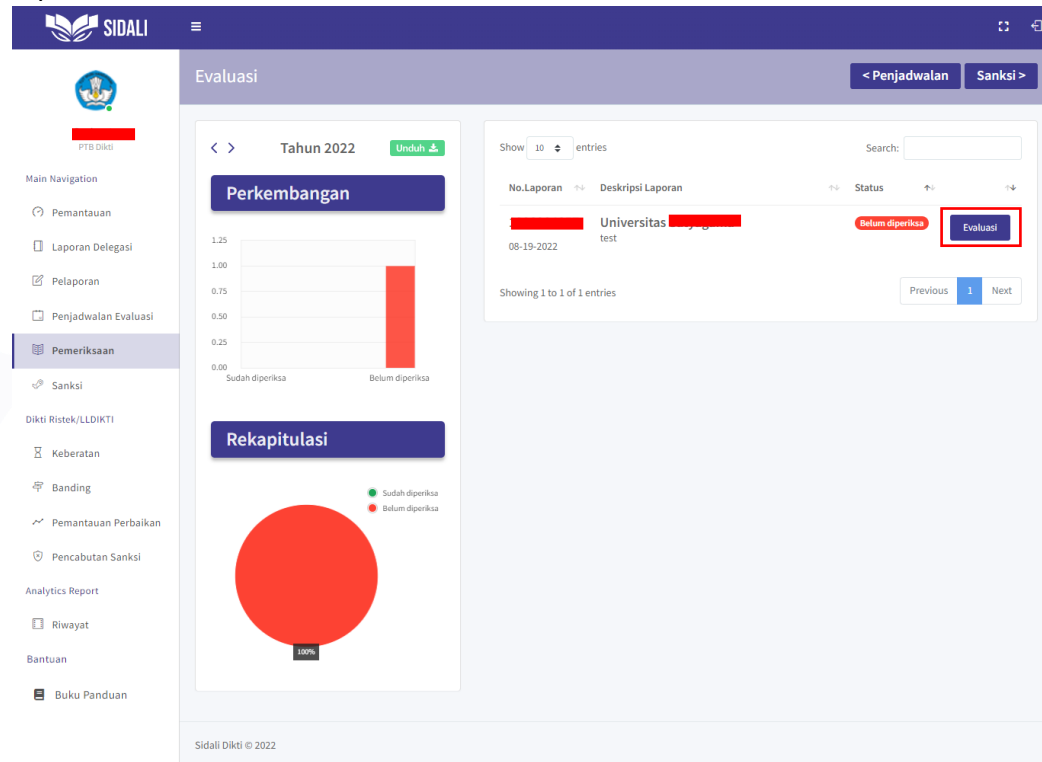 SIDALI
Evaluasi
< Penjadwalan
Sanksi >
PTB Dikti
Main Navigation
Pemantauan
Laporan Delegasi
Pelaporan
Penjadwalan Evaluasi
Pemeriksaan
Sanksi
Dikti Ristek/LLDIKTI
Keberatan
Banding
Pemantauan Perbaikan
Pencabutan Sanksi
Analytics Report
Riwayat
Bantuan
Buku Panduan
< > Tahun 2022 Unduh
Perkembangan
1.25
1.00
0.75
0.50
0.25
0.00
Sudah diperiksa Belum diperiksa
Rekapitulasi
Sudah diperiksa
Belum diperiksa
100%
Show 10 entries Search:
No.Laporan Deskripsi Laporan Status
Universitas Belum diperiksa Evaluasi
test
08-19-2022
Showing 1 to 1 of 1 entries Previous 1 Next
Sidali Dikti © 2022